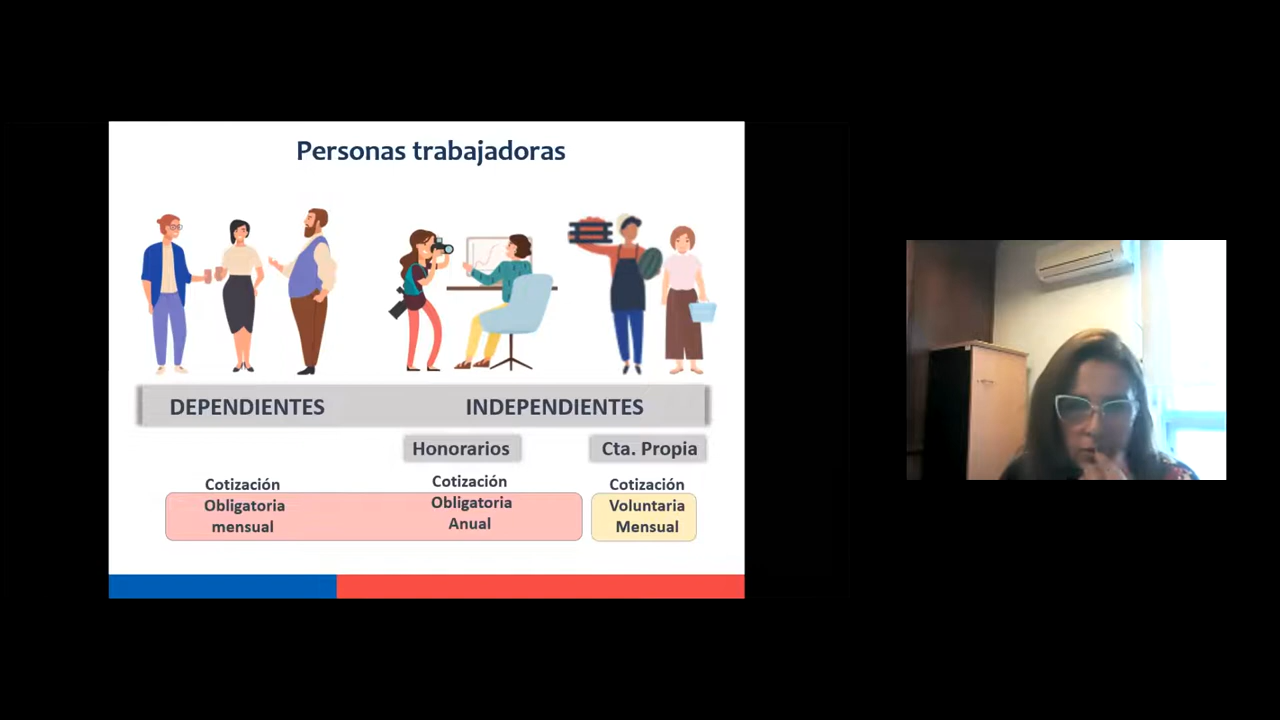 Personas trabajadoras
DEPENDIENTES
INDEPENDIENTES
Honorarios
Cta. Propia
Cotización
Obligatoria
mensual
Cotización
Obligatoria
Anual
Cotización
Voluntaria
Mensual